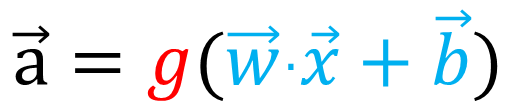 a⃗ = g(w⃗·x⃗ + b⃗)